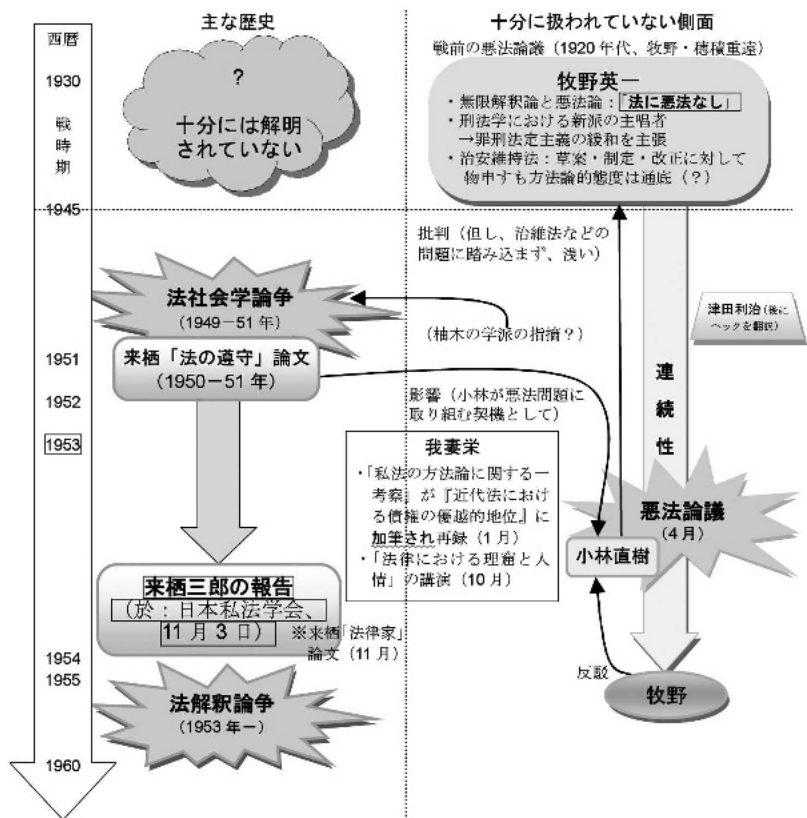 西暦
1930
戦
時
期
1945
1951
1952
1953
1954
1955
1960
主な歴史
?
十分には解明
されていない
法社会学論争
(1949-51年)
来栖「法の遵守」論文
(1950-51年)
来栖三郎の報告
(於:日本私法学会、
11月3日)
※来栖「法律家」
論文(11月)
法解釈論争
(1953年-)
十分に扱われていない側面
戦前の悪法論議(1920年代、牧野・穂積重遠)
牧野英一
・無限解釈論と悪法論:「法に悪法なし」
・刑法学における新派の主唱者
→罪刑法定主義の緩和を主張
・治安維持法:草案・制定・改正に対して
物申すも方法論的態度は通底(?)
批判(但し、治維法などの
問題に踏み込まず、浅い)
(柚木の学派の指摘?)
津田利治(後に
ヘックを翻訳)
連
続
性
影響(小林が悪法問題に
取り組む契機として)
我妻栄
・「私法の方法論に関する一
考察」が『近代法におけ
る債権の優越的地位』に
加筆され再録(1月)
・「法律における理窟と人
情」の講演(10月)
悪法論議
(4月)
小林直樹
反駁
牧野